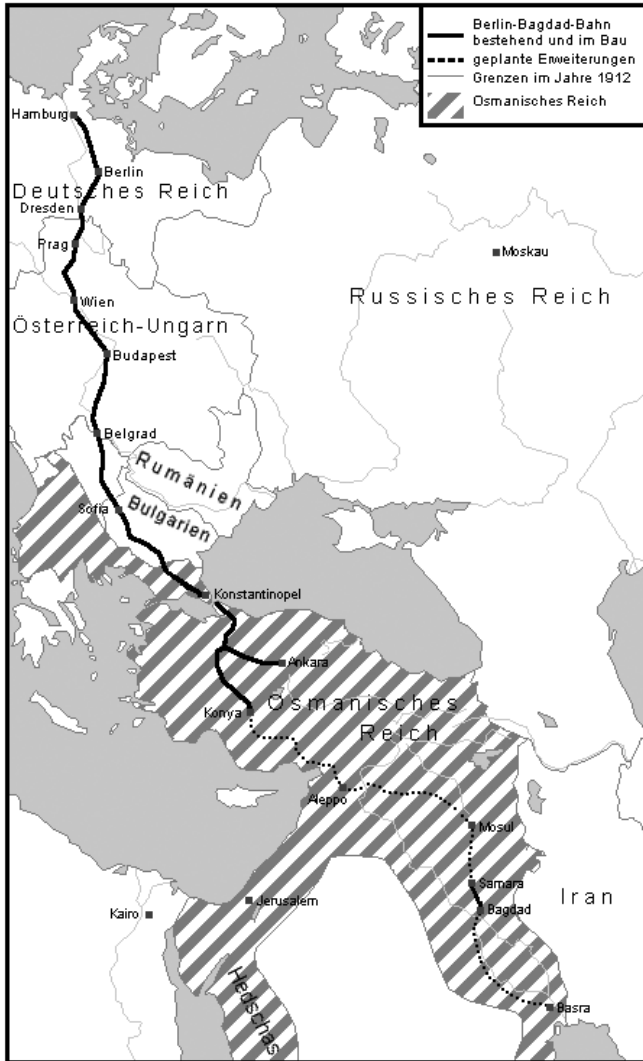 Berlin-Bagdad-Bahn
bestehend und im Bau
geplante Erweiterungen
Grenzen im Jahre 1912
Osmanisches Reich
Hamburg
Berlin
Deutsches Reich
Dresden
Prag
Moskau
Russisches Reich
Wien
Österreich-Ungarn
Budapest
Belgrad
Rumänien
Bulgarien
Sofia
Konstantinopel
Ankara
Osmanisches
Reich
Konya
Aleppo
Mosul
Samara
Iran
Bagdad
Jerusalem
Kairo
Hedschas
Basra